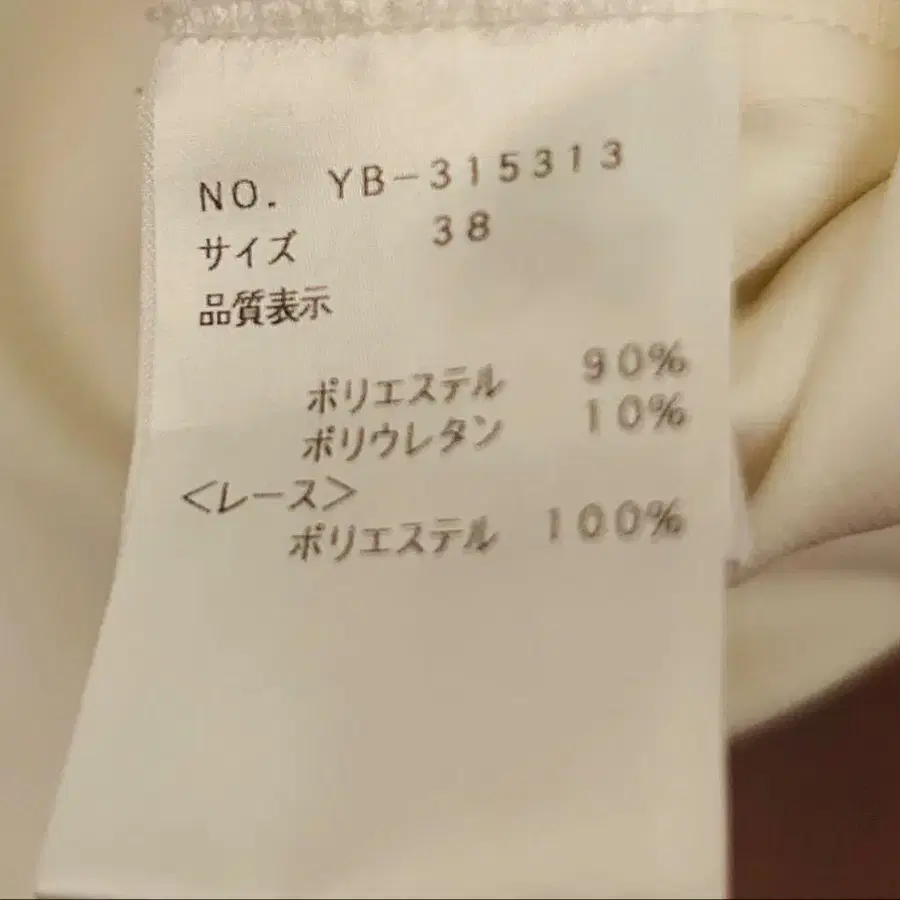 NO. YB-315313
サイズ 38
品質表示
ポリエステル 90%
ポリウレタン 10%
<レース>
ポリエステル 100%